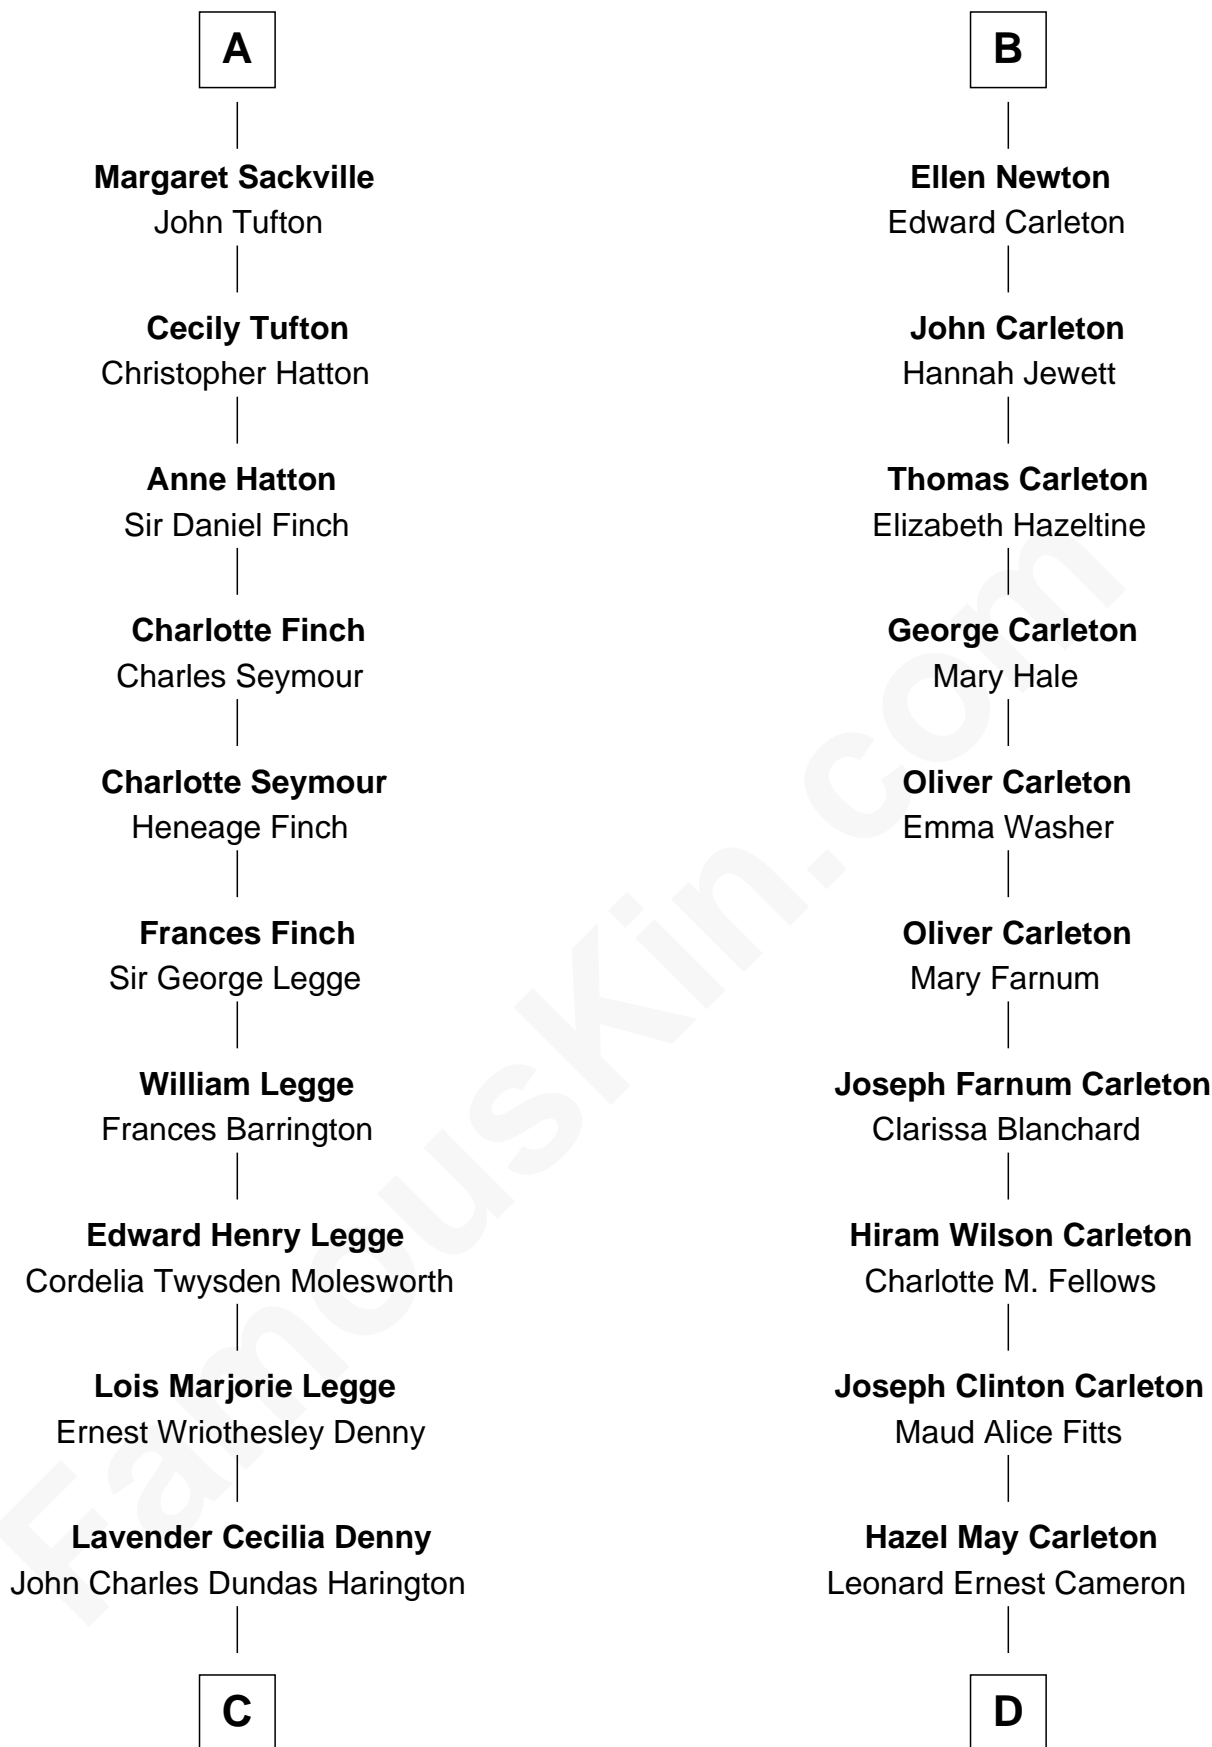 A
Margaret Sackville
John Tufton
Cecily Tufton
Christopher Hatton
Anne Hatton
Sir Daniel Finch
Charlotte Finch
Charles Seymour
Charlotte Seymour
Heneage Finch
Frances Finch
Sir George Legge
William Legge
Frances Barrington
Edward Henry Legge
Cordelia Twysden Molesworth
Lois Marjorie Legge
Ernest Wriothesley Denny
Lavender Cecilia Denny
John Charles Dundas Harington
C
B
Ellen Newton
Edward Carleton
John Carleton
Hannah Jewett
Thomas Carleton
Elizabeth Hazeltine
George Carleton
Mary Hale
Oliver Carleton
Emma Washer
Oliver Carleton
Mary Farnum
Joseph Farnum Carleton
Clarissa Blanchard
Hiram Wilson Carleton
Charlotte M. Fellows
Joseph Clinton Carleton
Maud Alice Fitts
Hazel May Carleton
Leonard Ernest Cameron
D
FamousKin.com